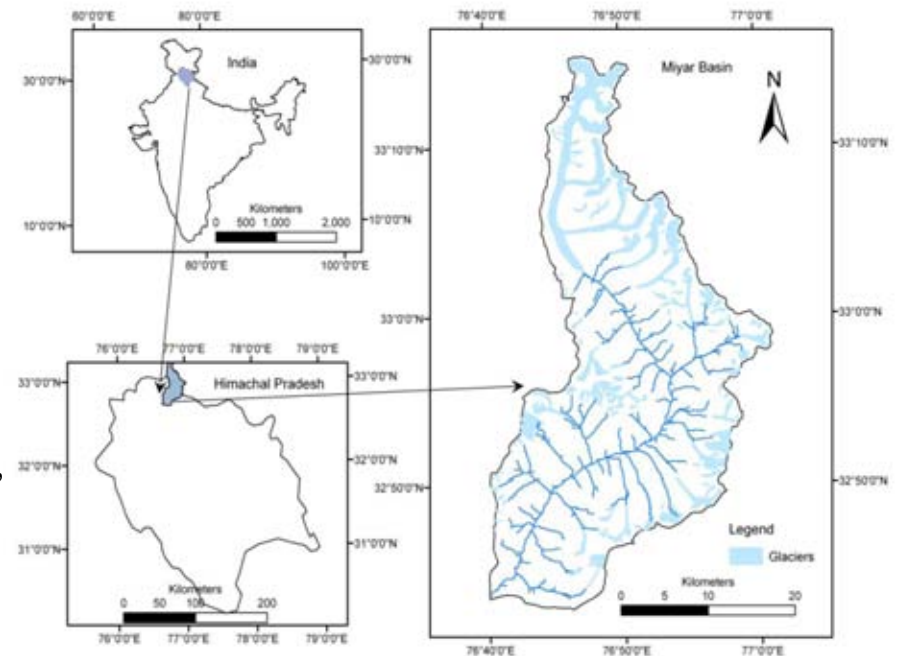 60°0'0"E 80°0'0"E
India
30°0'0"N
30°0'0"N
10°0'0"N
10°0'0"N
Kilometers
0 500 1,000 2,000
80°0'0"E 100°0'0"E
76°0'0"E 77°0'0"E 78°0'0"E 79°0'0"E
Himachal Pradesh
33°0'0"N
33°0'0"N
32°0'0"N
32°0'0"N
31°0'0"N
31°0'0"N
Kilometers
0 50 100 200
76°0'0"E 77°0'0"E 78°0'0"E 79°0'0"E
76°40'0"E 76°50'0"E 77°0'0"E
Miyar Basin
N
33°10'0"N
33°10'0"N
33°0'0"N
33°0'0"N
32°50'0"N
32°50'0"N
Legend
Glaciers
Kilometers
0 5 10 20
76°40'0"E 76°50'0"E 77°0'0"E
,